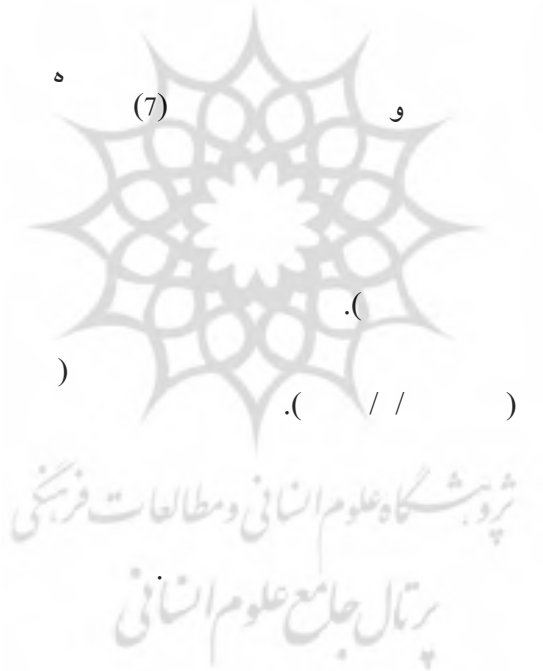 ه
و (7)
).
(
( / / ).
پژوهشگاه علوم انسانی و مطالعات فرهنگی
.
پرتال جامع علوم انسانی